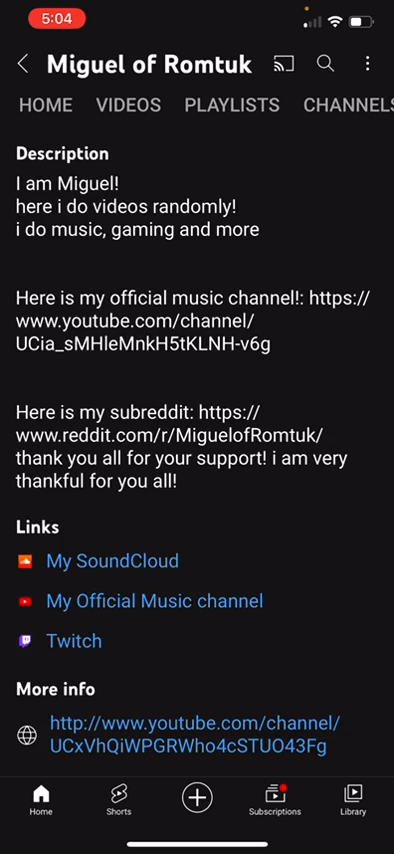 5:04
Miguel of Romtuk
HOME VIDEOS PLAYLISTS CHANNELS
Description
I am Miguel!
here i do videos randomly!
i do music, gaming and more
Here is my official music channel!: https://
www.youtube.com/channel/
UCia_sMHleMnkH5tKLNH-v6g
Here is my subreddit: https://
www.reddit.com/r/MiguelofRomtuk/
thank you all for your support! i am very
thankful for you all!
Links
My SoundCloud
My Official Music channel
Twitch
More info
http://www.youtube.com/channel/
UCxVhQiWPGRWho4cSTUO43Fg
Home Shorts Subscriptions Library